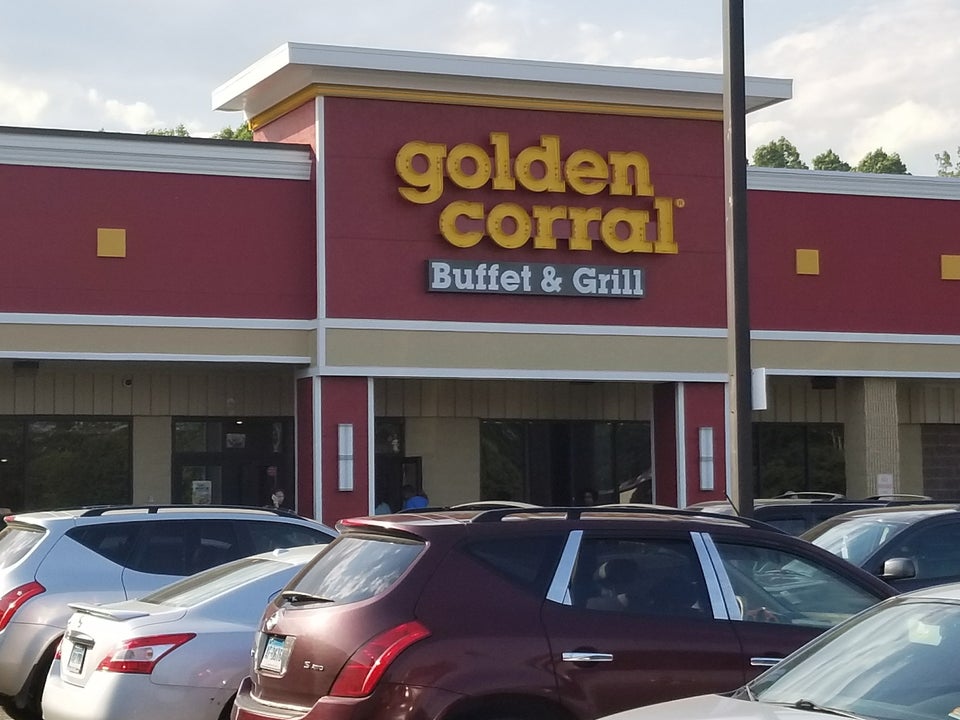 golden
corral®
Buffet & Grill